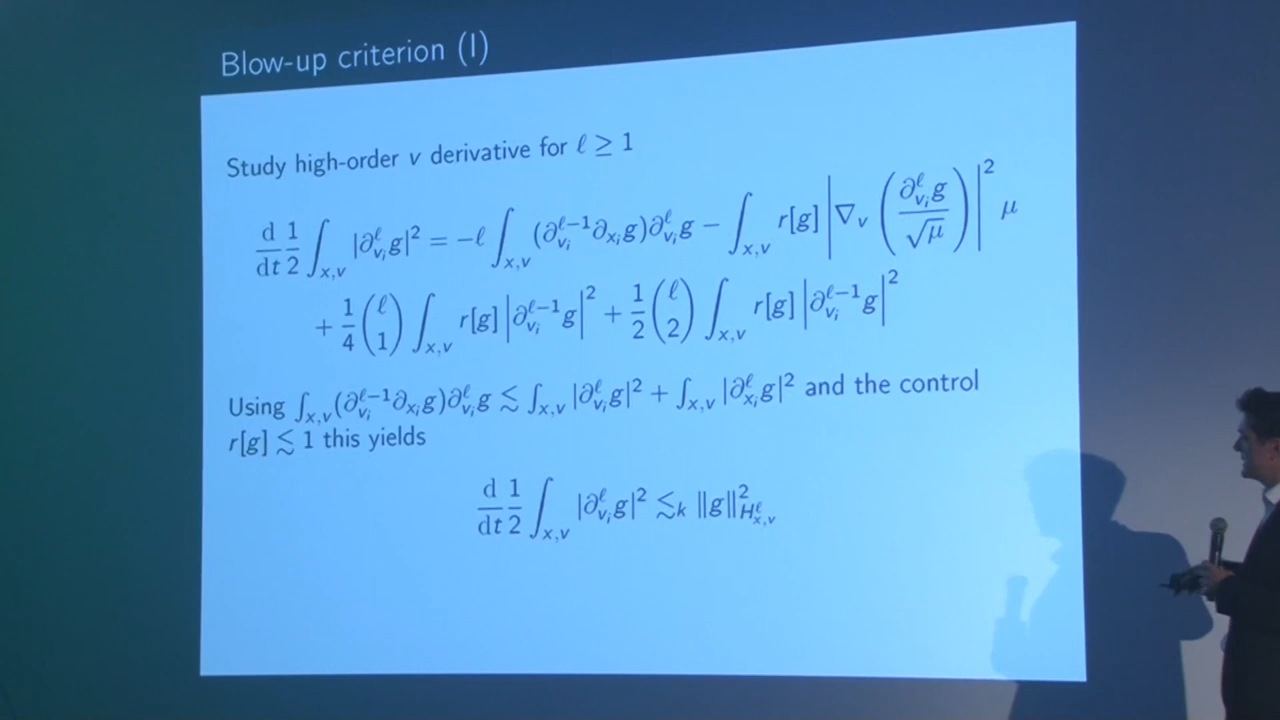 Blow-up criterion (I)
Study high-order v derivative for ℓ ≥ 1
d/dt 1/2 ∫_{x,v} |∂^ℓ_{v_i} g|² = −ℓ ∫_{x,v} (∂^{ℓ−1}_{v_i} ∂_{x_i} g) ∂^ℓ_{v_i} g − ∫_{x,v} r[g] |∇_v (∂^ℓ_{v_i} g / √μ)|² μ
+ 1/4 (ℓ 1) ∫_{x,v} r[g] |∂^{ℓ−1}_{v_i} g|² + 1/2 (ℓ 2) ∫_{x,v} r[g] |∂^{ℓ−1}_{v_i} g|²
Using ∫_{x,v} (∂^{ℓ−1}_{v_i} ∂_{x_i} g) ∂^ℓ_{v_i} g ≲ ∫_{x,v} |∂^ℓ_{v_i} g|² + ∫_{x,v} |∂^ℓ_{x_i} g|² and the control
r[g] ≲ 1 this yields
d/dt 1/2 ∫_{x,v} |∂^ℓ_{v_i} g|² ≲_k ‖g‖²_{H^ℓ_{x,v}}